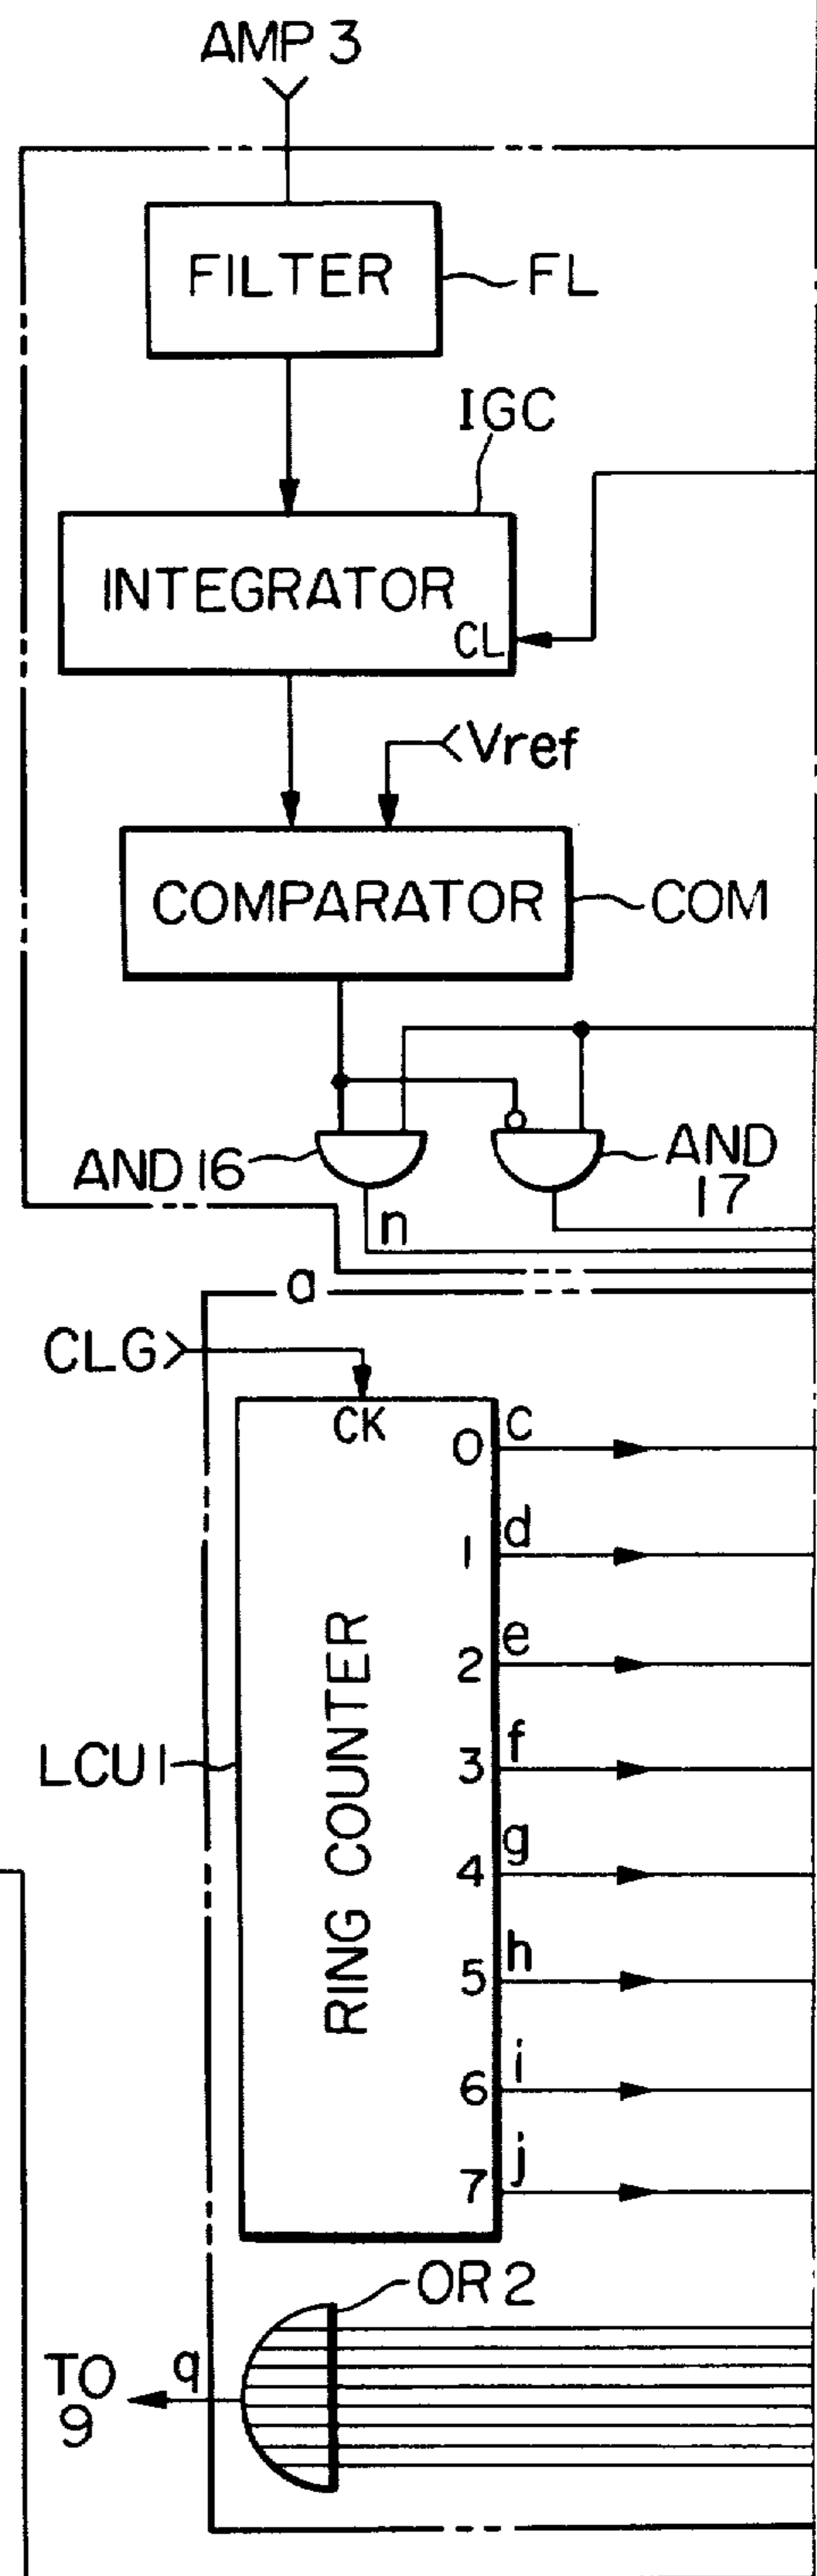 AMP 3
FILTER
FL
IGC
INTEGRATOR
CL
Vref
COMPARATOR
COM
AND 16
AND
17
n
a
CLG
CK
0
c
1
d
2
e
3
f
4
g
5
h
6
i
7
j
LCU1
RING COUNTER
OR 2
TO
9
q